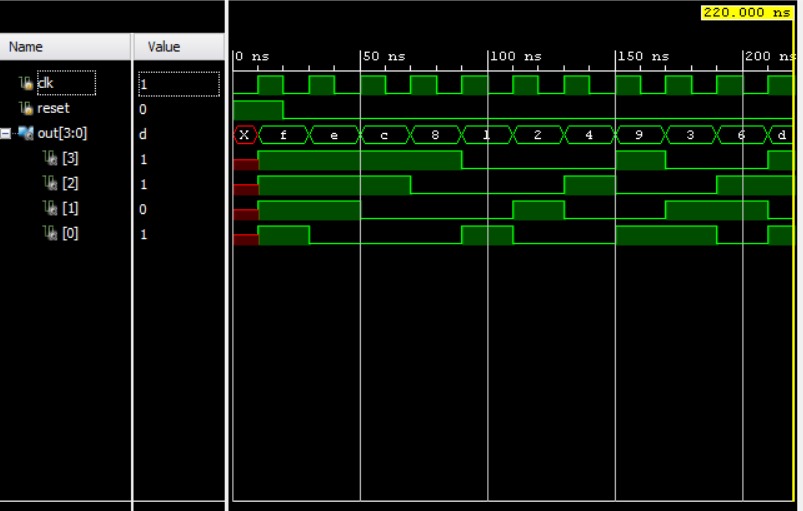 220.000 ns
Name Value
0 ns 50 ns 100 ns 150 ns 200 ns
clk 1
reset 0
out[3:0] d X f e c 8 1 2 4 9 3 6 d
[3] 1
[2] 1
[1] 0
[0] 1